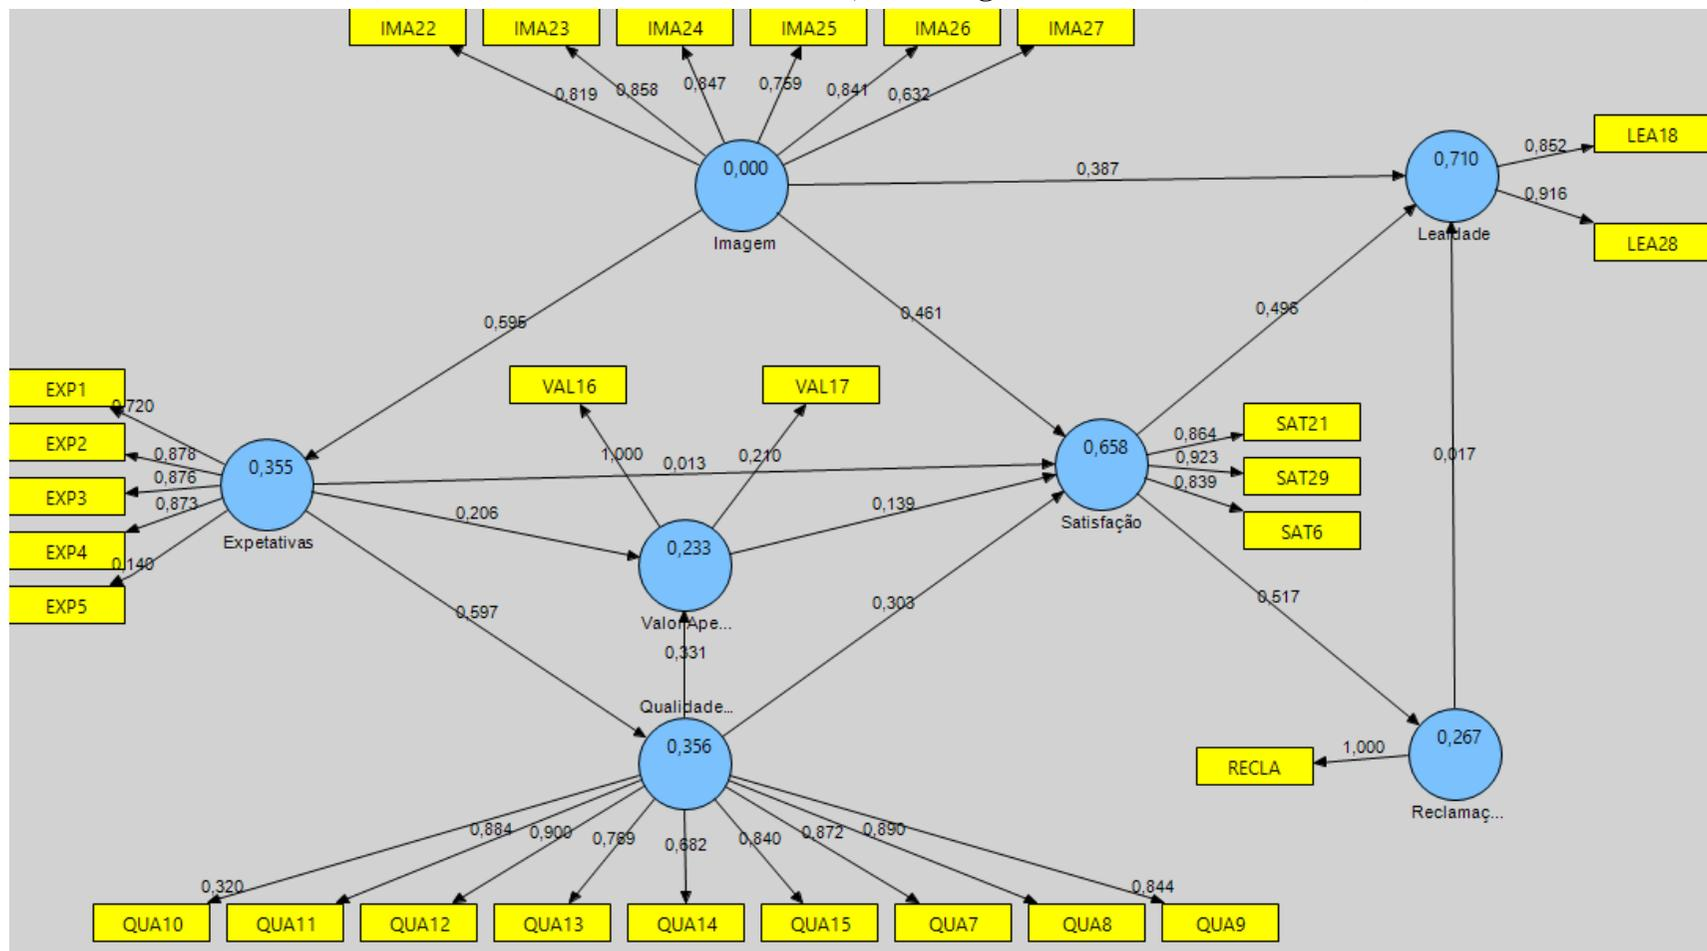 IMA22 IMA23 IMA24 IMA25 IMA26 IMA27
0,819 0,858 0,847 0,759 0,841 0,632
0,000
Imagem
0,387
0,710
Lealdade
0,852
LEA18
0,916
LEA28
0,595
0,461
0,496
EXP1
0,720
EXP2
0,878
EXP3
0,876
EXP4
0,873
EXP5
0,140
0,355
Expetativas
VAL16
VAL17
1,000
0,210
0,013
0,206
0,233
Valor Ape...
0,139
0,658
Satisfação
0,864
SAT21
0,923
SAT29
0,839
SAT6
0,017
0,597
0,331
0,303
0,517
Qualidade...
0,356
0,267
Reclamaç...
1,000
RECLA
0,320 0,884 0,900 0,769 0,682 0,840 0,872 0,890 0,844
QUA10 QUA11 QUA12 QUA13 QUA14 QUA15 QUA7 QUA8 QUA9